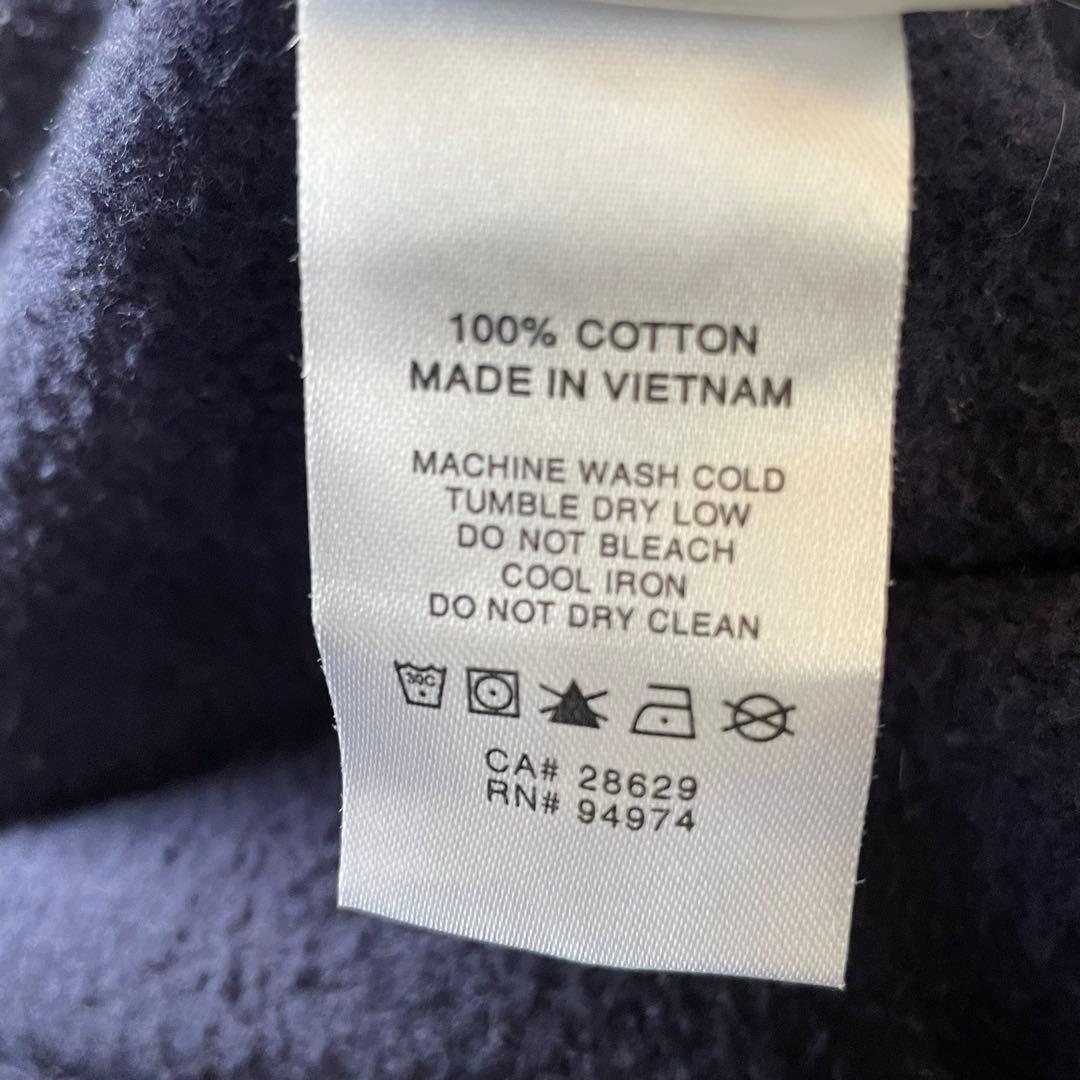 100% COTTON
MADE IN VIETNAM
MACHINE WASH COLD
TUMBLE DRY LOW
DO NOT BLEACH
COOL IRON
DO NOT DRY CLEAN
30C
CA# 28629
RN# 94974